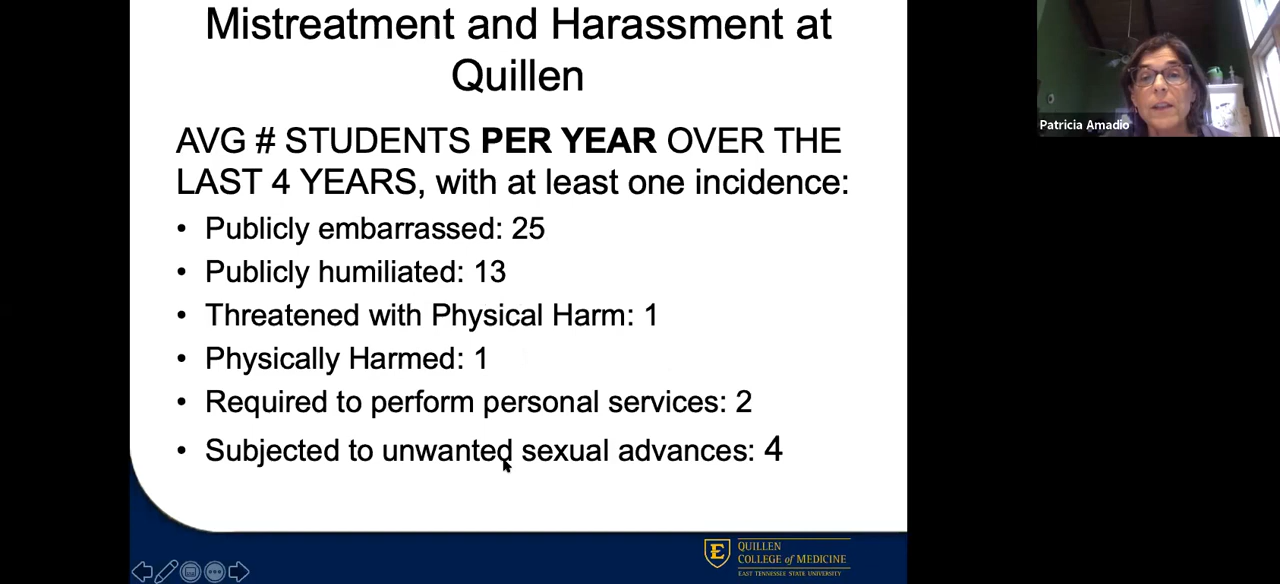 Mistreatment and Harassment at
Quillen
AVG # STUDENTS PER YEAR OVER THE
LAST 4 YEARS, with at least one incidence:
• Publicly embarrassed: 25
• Publicly humiliated: 13
• Threatened with Physical Harm: 1
• Physically Harmed: 1
• Required to perform personal services: 2
• Subjected to unwanted sexual advances: 4
Patricia Amadio
E
QUILLEN
COLLEGE of MEDICINE
EAST TENNESSEE STATE UNIVERSITY